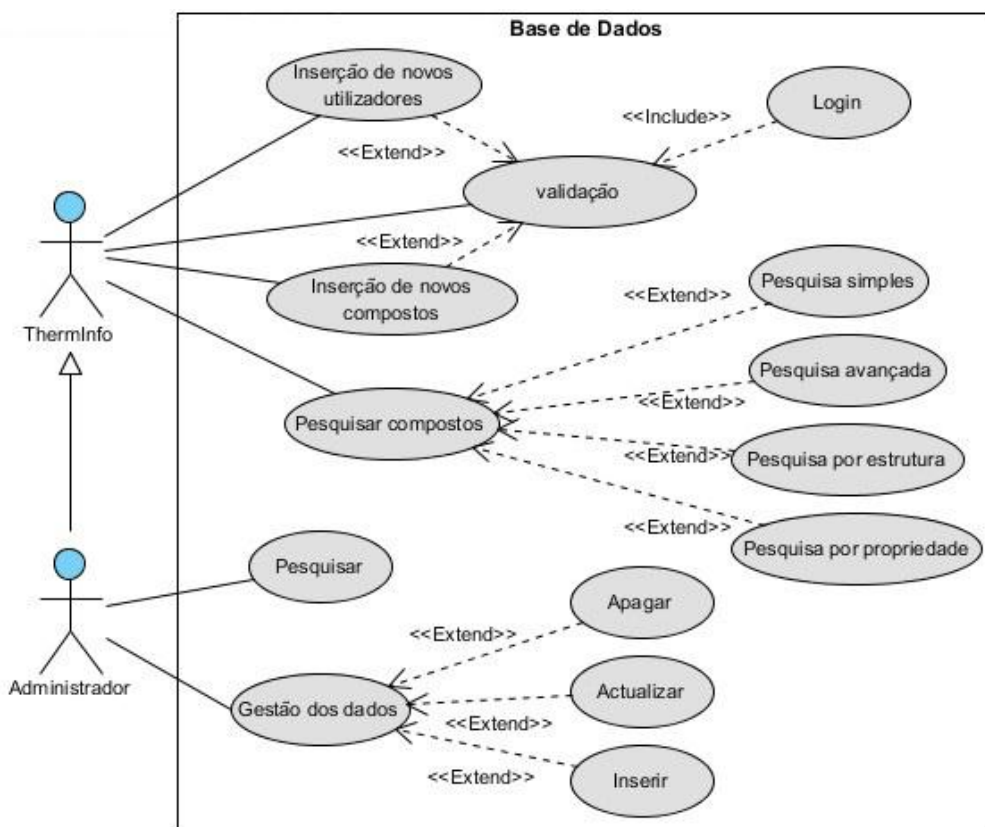 Base de Dados
Inserção de novos
utilizadores
Login
<<Include>>
<<Extend>>
validação
<<Extend>>
Inserção de novos
compostos
ThermInfo
Pesquisa simples
<<Extend>>
Pesquisa avançada
<<Extend>>
Pesquisar compostos
<<Extend>>
Pesquisa por estrutura
<<Extend>>
Pesquisa por propriedade
Pesquisar
Administrador
Apagar
<<Extend>>
Gestão dos dados
Actualizar
<<Extend>>
<<Extend>>
Inserir